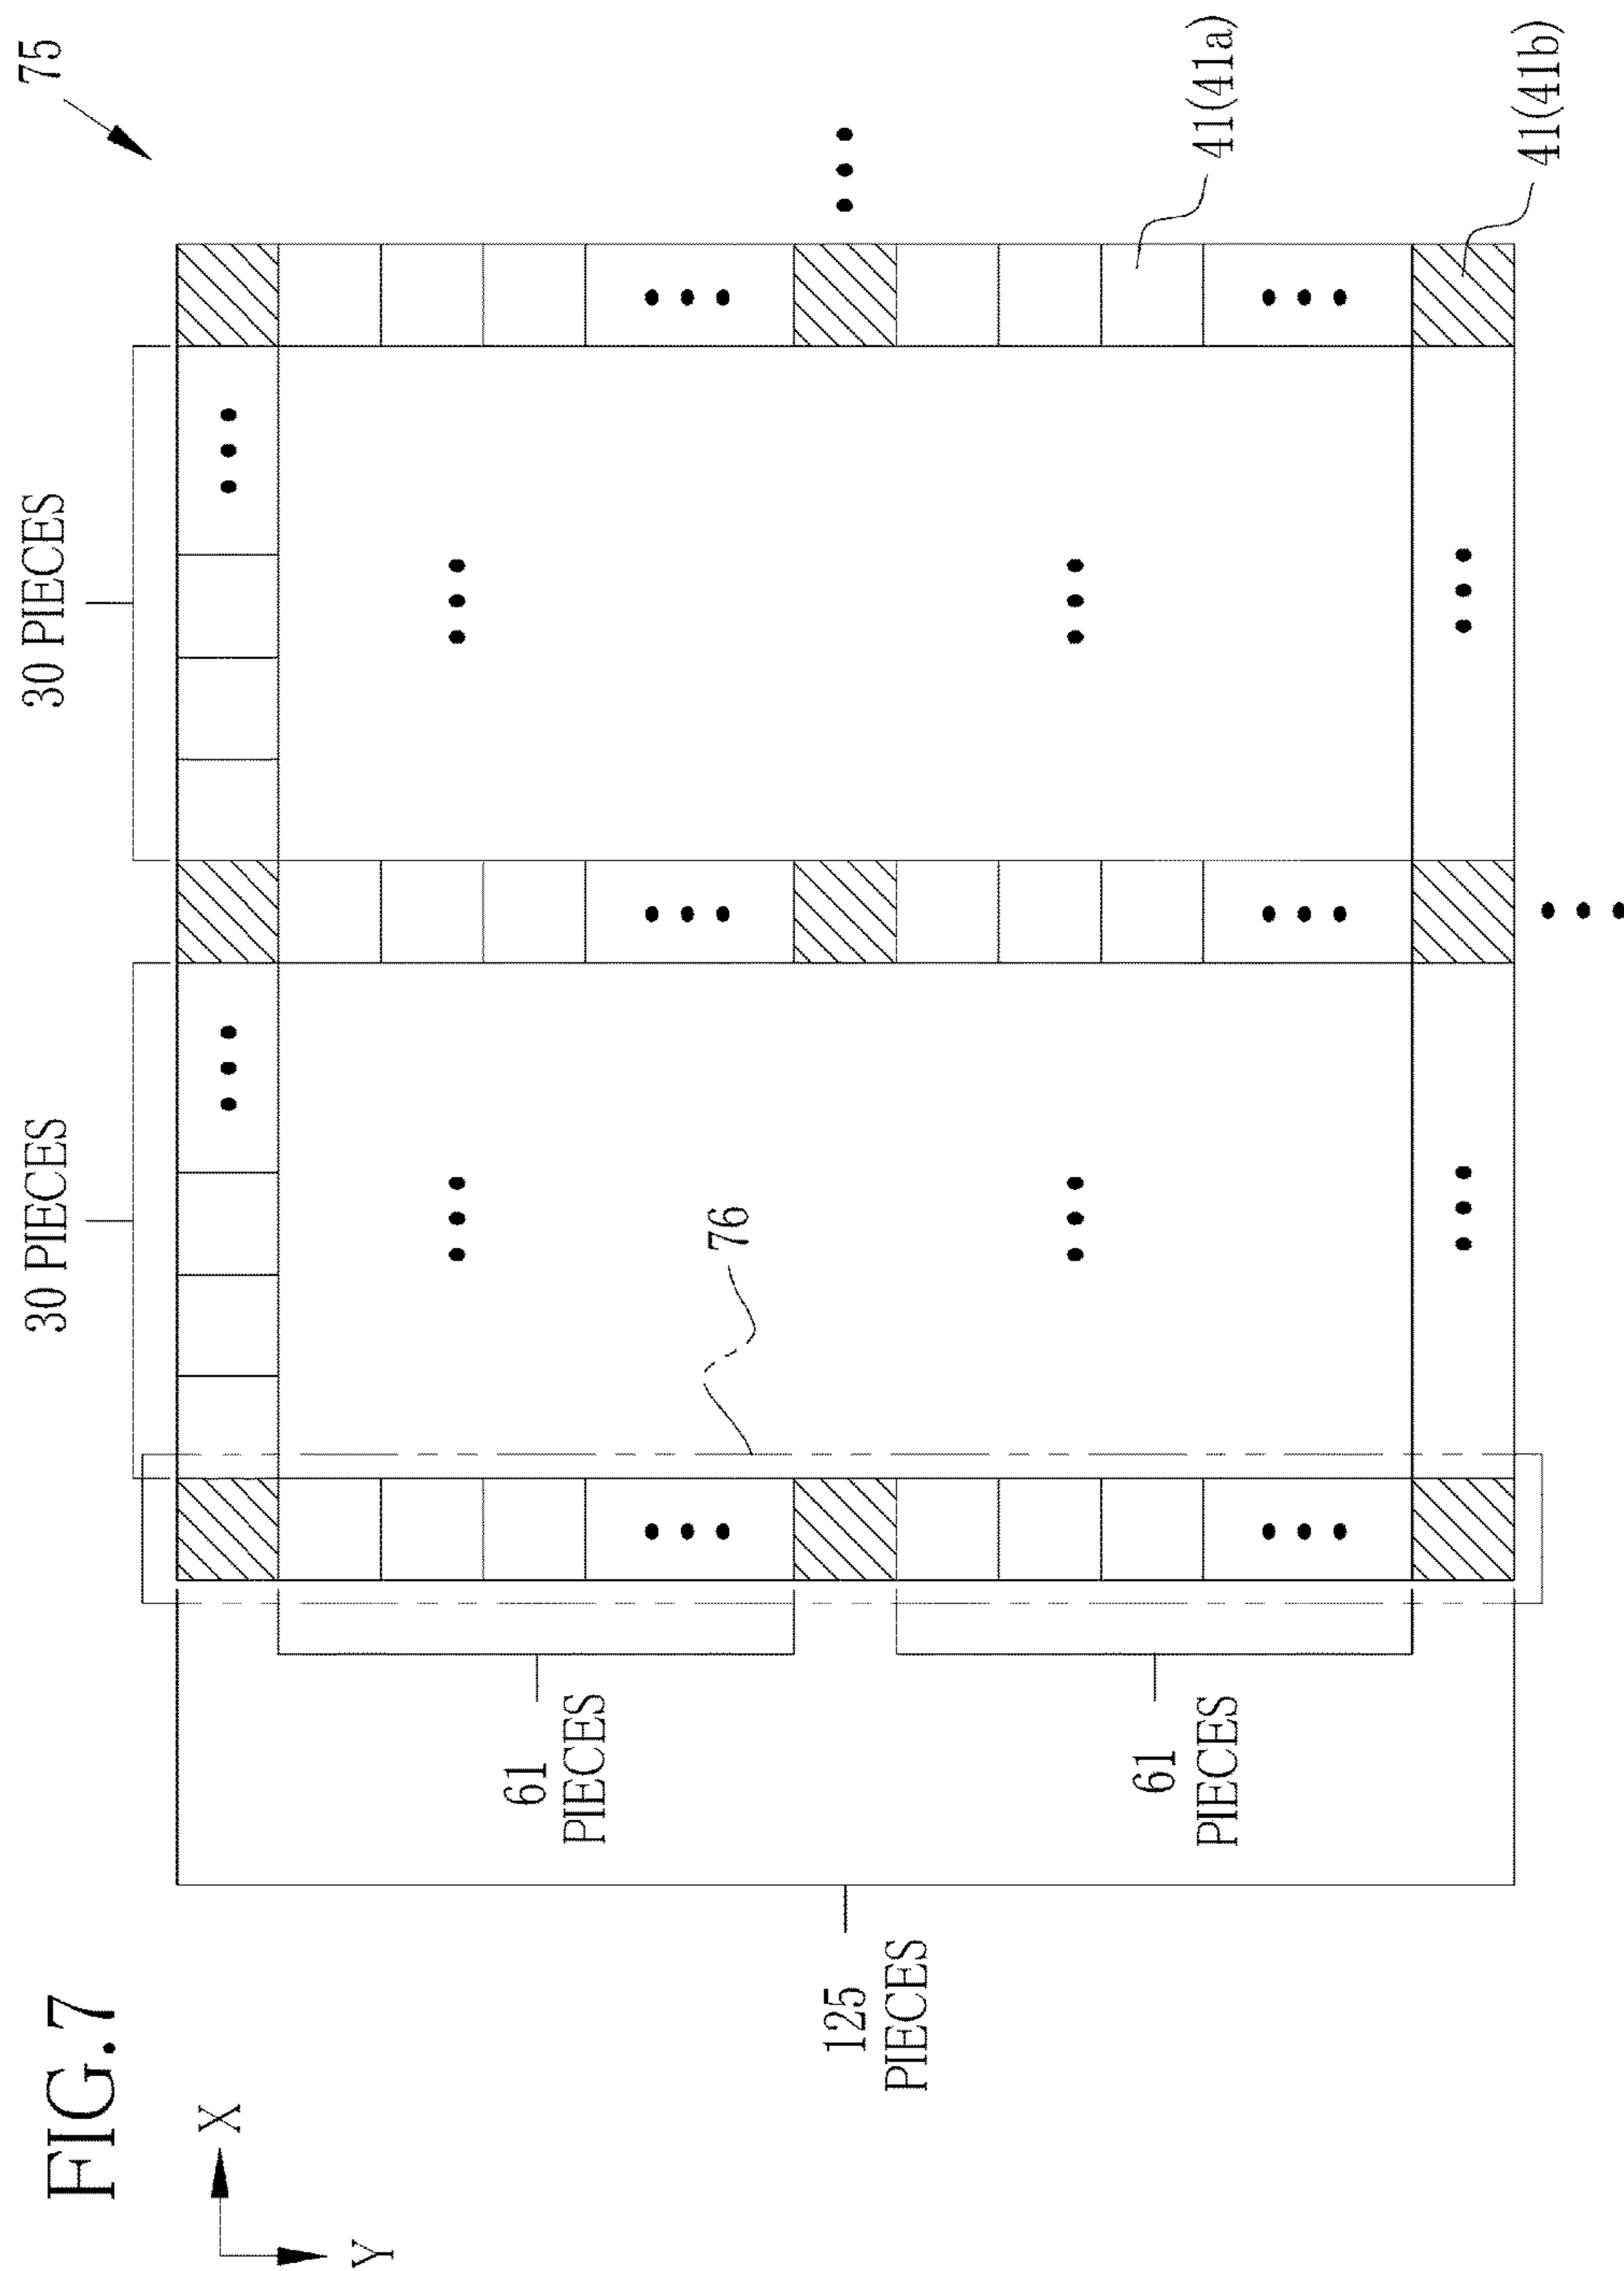 FIG.7
30 PIECES
30 PIECES
75
X
Y
61
PIECES
76
125
PIECES
61
PIECES
41(41a)
41(41b)